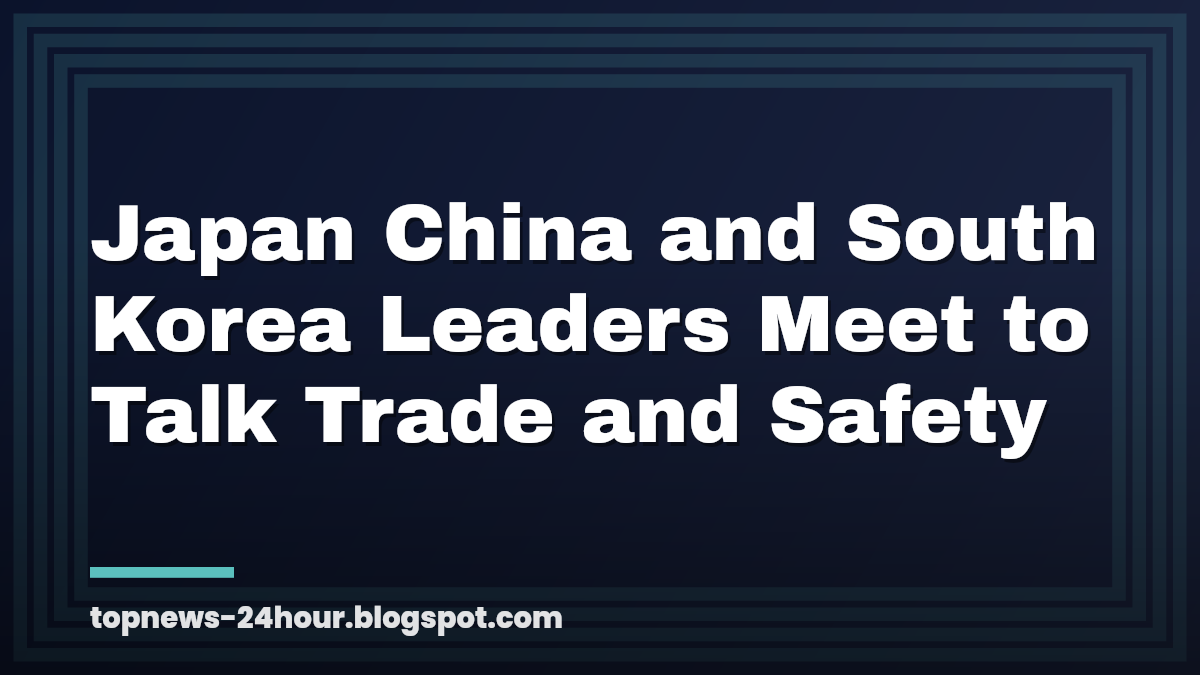 Japan China and South
Korea Leaders Meet to
Talk Trade and Safety
topnews-24hour.blogspot.com